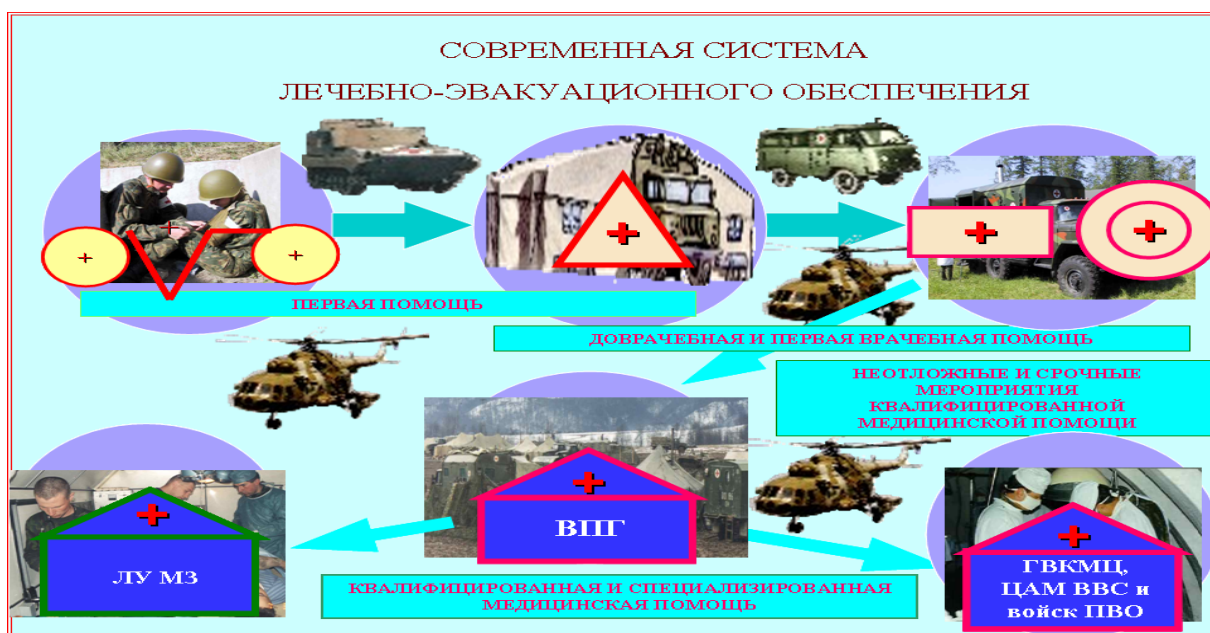 СОВРЕМЕННАЯ СИСТЕМА
ЛЕЧЕБНО-ЭВАКУАЦИОННОГО ОБЕСПЕЧЕНИЯ
ПЕРВАЯ ПОМОЩЬ
ДОВРАЧЕБНАЯ И ПЕРВАЯ ВРАЧЕБНАЯ ПОМОЩЬ
НЕОТЛОЖНЫЕ И СРОЧНЫЕ
МЕРОПРИЯТИЯ
КВАЛИФИЦИРОВАННОЙ
МЕДИЦИНСКОЙ ПОМОЩИ
ВПГ
ЛУ МЗ
ГВКМЦ,
ЦАМ ВВС и
войск ПВО
КВАЛИФИЦИРОВАННАЯ И СПЕЦИАЛИЗИРОВАННАЯ
МЕДИЦИНСКАЯ ПОМОЩЬ